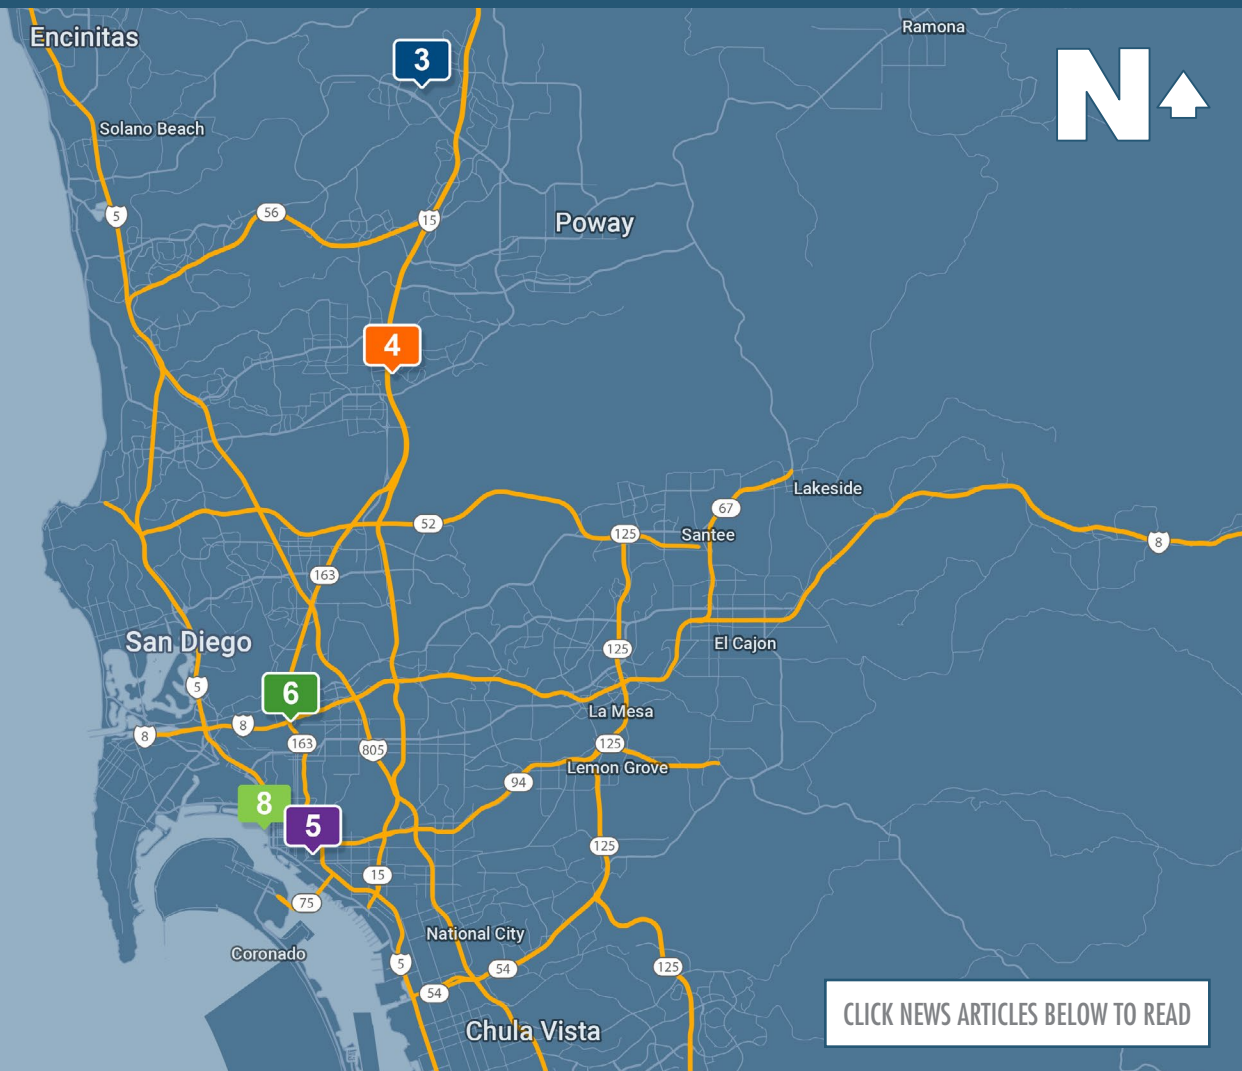 Encinitas
3
Ramona
N
Solano Beach
5
56
15
Poway
4
Lakeside
67
52
125
Santee
8
163
San Diego
125
El Cajon
5
6
La Mesa
8
8
163
805
125
Lemon Grove
94
8
5
125
15
75
National City
Coronado
5
54
125
54
CLICK NEWS ARTICLES BELOW TO READ
Chula Vista